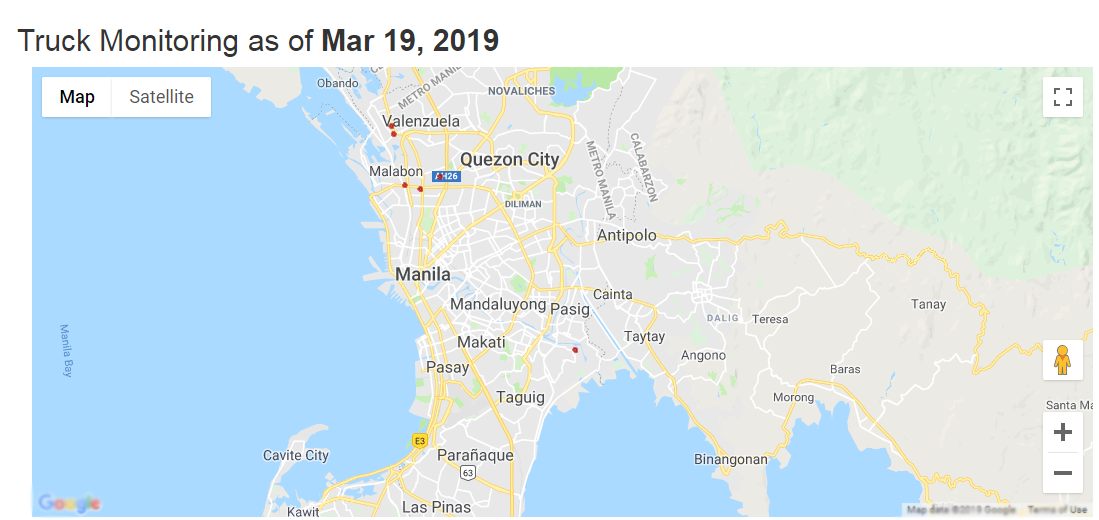 Truck Monitoring as of Mar 19, 2019
Map Satellite
Obando
METRO MANIL
NOVALICHES
Valenzuela
Quezon City
Malabon
AH26
METRO MANILA
CALABARZON
DILIMAN
Antipolo
Manila
Cainta
Mandaluyong
Pasig
Tanay
DALIG
Teresa
Manila Bay
Makati
Taytay
Angono
Pasay
Baras
Taguig
Morong
Santa Ma
E3
Cavite City
Parañaque
Binangonan
63
Google
Kawit
Las Pinas
Map data ©2019 Google Terms of Use